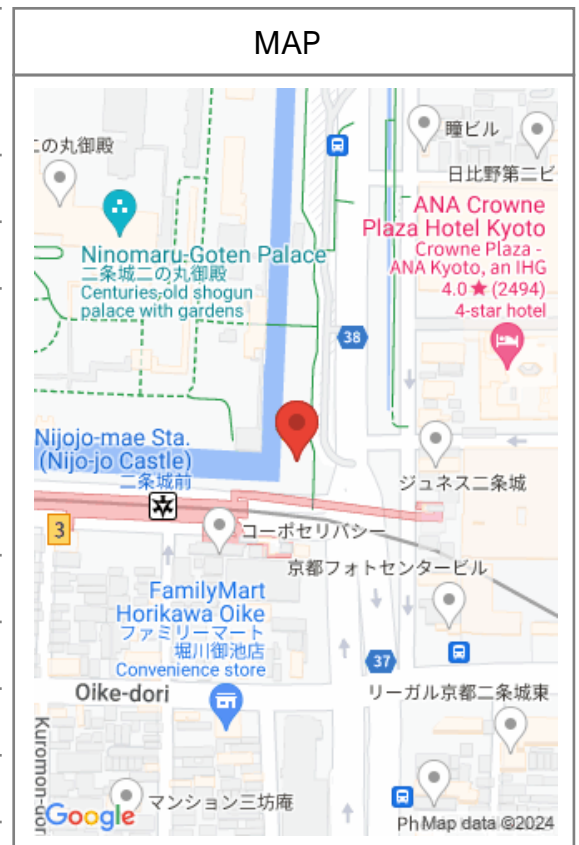 MAP
二の丸御殿
瞳ビル
日比野第二ビ
ANA Crowne
Plaza Hotel Kyoto
Crowne Plaza -
ANA Kyoto, an IHG
4.0★ (2494)
4-star hotel
Ninomaru-Goten Palace
二条城二の丸御殿
Centuries-old shogun
palace with gardens
38
Nijojo-mae Sta.
(Nijo-jo Castle)
二条城前
ジュネス二条城
3
コーポセリバシー
京都フォトセンタービル
FamilyMart
Horikawa Oike
ファミリーマート
堀川御池店
Convenience store
37
Oike-dori
リーガル京都二条城東
Kuromon-dor
マンション三坊庵
Google
Ph
Map data ©2024